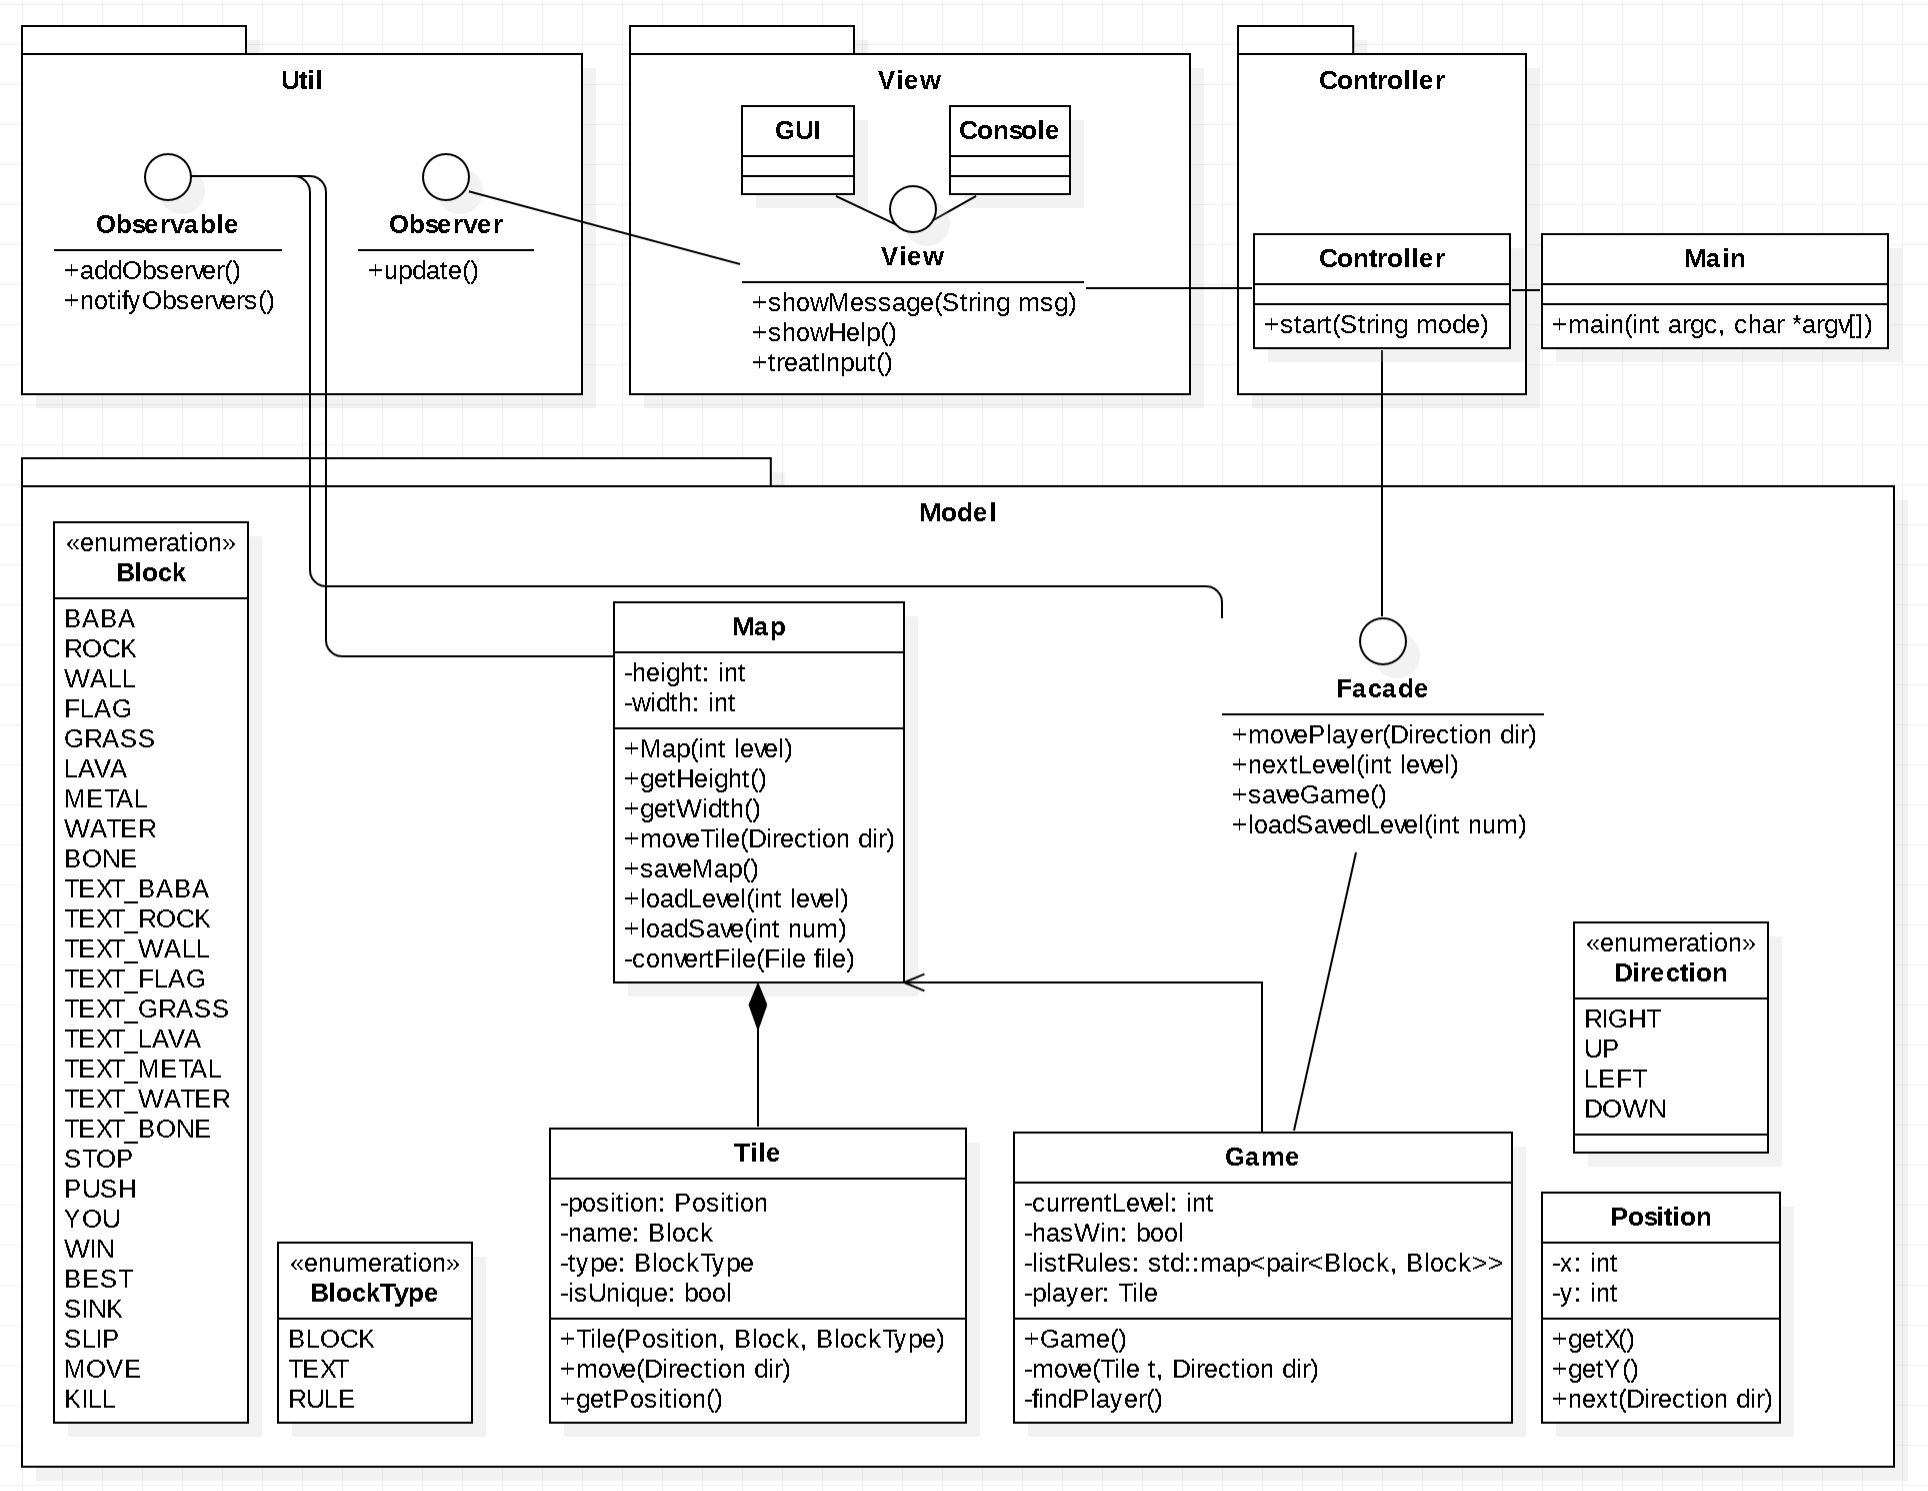 Util
Observable
+addObserver()
+notifyObservers()
Observer
+update()
View
GUI
Console
View
+showMessage(String msg)
+showHelp()
+treatInput()
Controller
Controller
+start(String mode)
Main
+main(int argc, char *argv[])
Model
«enumeration»
Block
BABA
ROCK
WALL
FLAG
GRASS
LAVA
METAL
WATER
BONE
TEXT_BABA
TEXT_ROCK
TEXT_WALL
TEXT_FLAG
TEXT_GRASS
TEXT_LAVA
TEXT_METAL
TEXT_WATER
TEXT_BONE
STOP
PUSH
YOU
WIN
BEST
SINK
SLIP
MOVE
KILL
«enumeration»
BlockType
BLOCK
TEXT
RULE
Map
-height: int
-width: int
+Map(int level)
+getHeight()
+getWidth()
+moveTile(Direction dir)
+saveMap()
+loadLevel(int level)
+loadSave(int num)
-convertFile(File file)
Tile
-position: Position
-name: Block
-type: BlockType
-isUnique: bool
+Tile(Position, Block, BlockType)
+move(Direction dir)
+getPosition()
Facade
+movePlayer(Direction dir)
+nextLevel(int level)
+saveGame()
+loadSavedLevel(int num)
Game
-currentLevel: int
-hasWin: bool
-listRules: std::map<pair<Block, Block>>
-player: Tile
+Game()
-move(Tile t, Direction dir)
-findPlayer()
«enumeration»
Direction
RIGHT
UP
LEFT
DOWN
Position
-x: int
-y: int
+getX()
+getY()
+next(Direction dir)